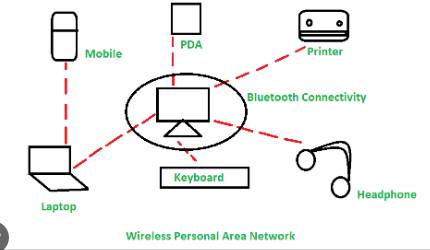 PDA
Mobile
Printer
Bluetooth Connectivity
Keyboard
Laptop
Headphone
Wireless Personal Area Network